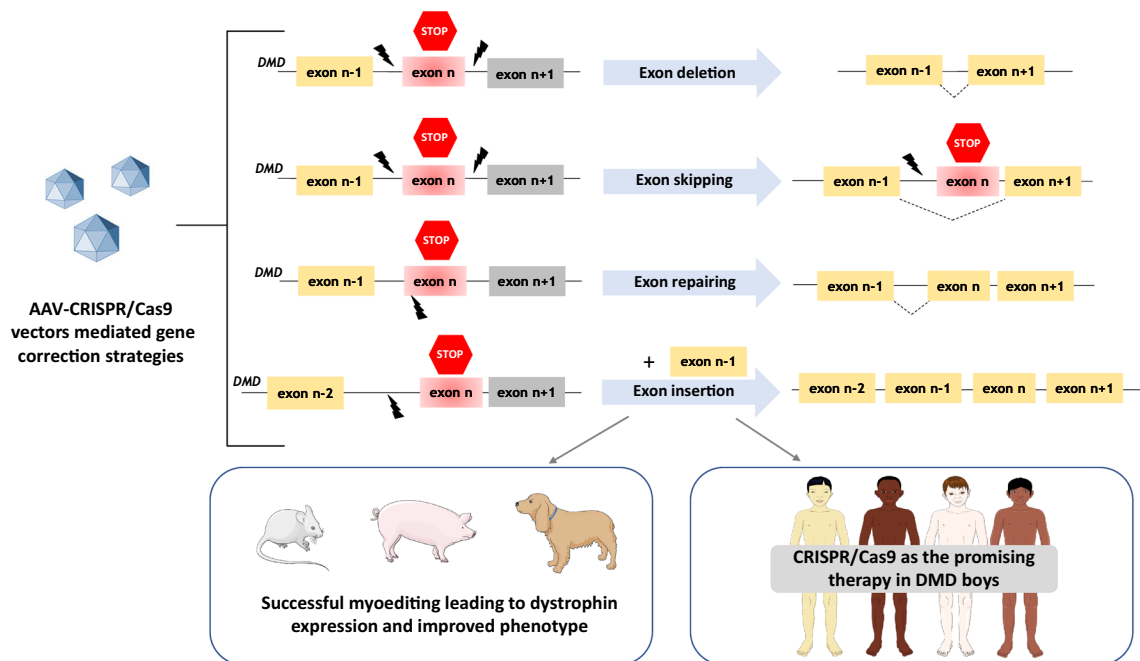 STOP
DMD
exon n-1
exon n
exon n+1
Exon deletion
exon n-1
exon n+1
STOP
DMD
exon n-1
exon n
exon n+1
Exon skipping
STOP
exon n-1
exon n
exon n+1
STOP
DMD
exon n-1
exon n
exon n+1
Exon repairing
exon n-1
exon n
exon n+1
AAV-CRISPR/Cas9
vectors mediated gene
correction strategies
STOP
DMD
exon n-2
exon n
exon n+1
+ exon n-1
Exon insertion
exon n-2
exon n-1
exon n
exon n+1
Successful myoediting leading to dystrophin
expression and improved phenotype
CRISPR/Cas9 as the promising
therapy in DMD boys